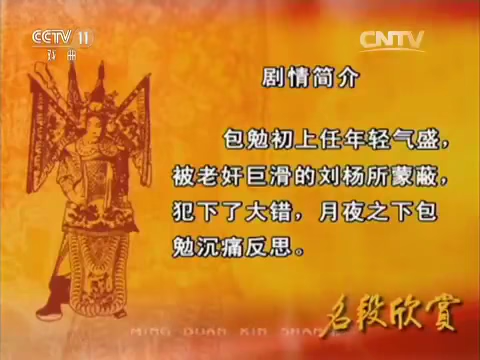 CCTV 11
戏曲
CNTV
剧情简介
包勉初上任年轻气盛，
被老奸巨滑的刘杨所蒙蔽，
犯下了大错，月夜之下包
勉沉痛反思。
名段欣赏
MING DUAN XIN SHANG